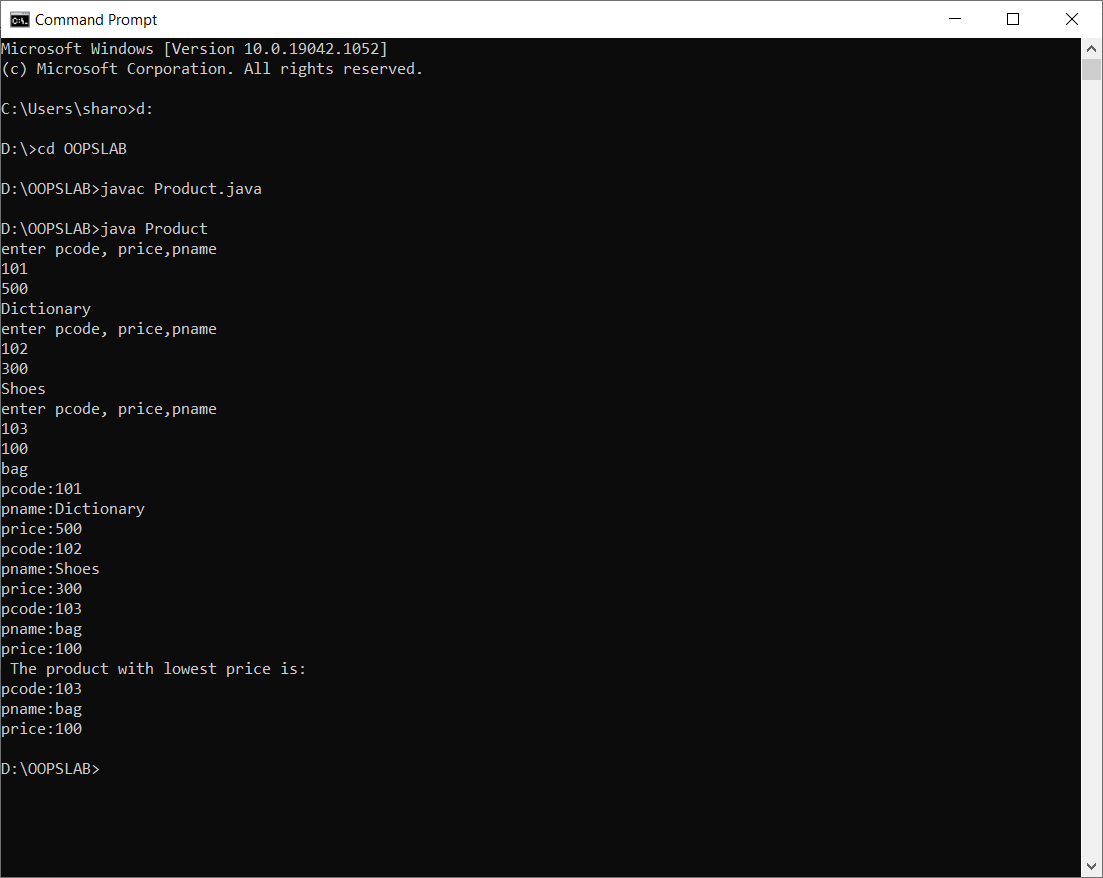 Command Prompt
Microsoft Windows [Version 10.0.19042.1052]
(c) Microsoft Corporation. All rights reserved.
C:\Users\sharo>d:
D:\>cd OOPSLAB
D:\OOPSLAB>javac Product.java
D:\OOPSLAB>java Product
enter pcode, price,pname
101
500
Dictionary
enter pcode, price,pname
102
300
Shoes
enter pcode, price,pname
103
100
bag
pcode:101
pname:Dictionary
price:500
pcode:102
pname:Shoes
price:300
pcode:103
pname:bag
price:100
 The product with lowest price is:
pcode:103
pname:bag
price:100
D:\OOPSLAB>